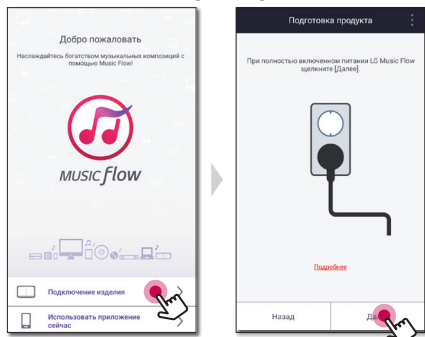 Добро пожаловать
Наслаждайтесь богатством музыкальных композиций с
помощью Music Flow!
MUSIC flow
Подключение изделия
Использовать приложение
сейчас
Подготовка продукта
При полностью включенном питании LG Music Flow
щелкните [Далее].
Подробнее
Назад